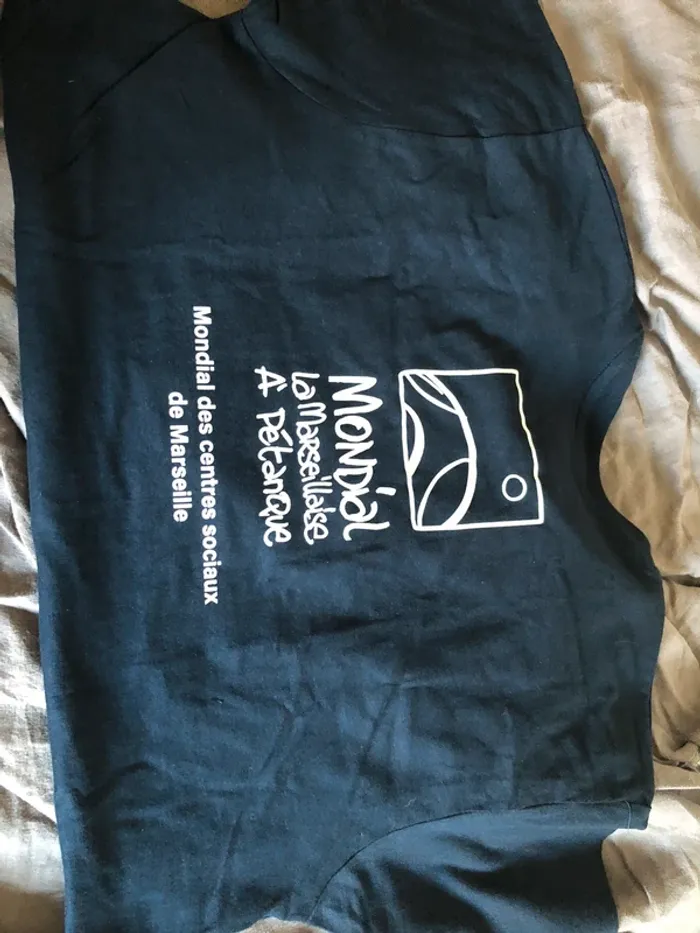 MONDIAL
La MARSEILLAISE
A PÉTANQUE
Mondial des centres sociaux
de Marseille